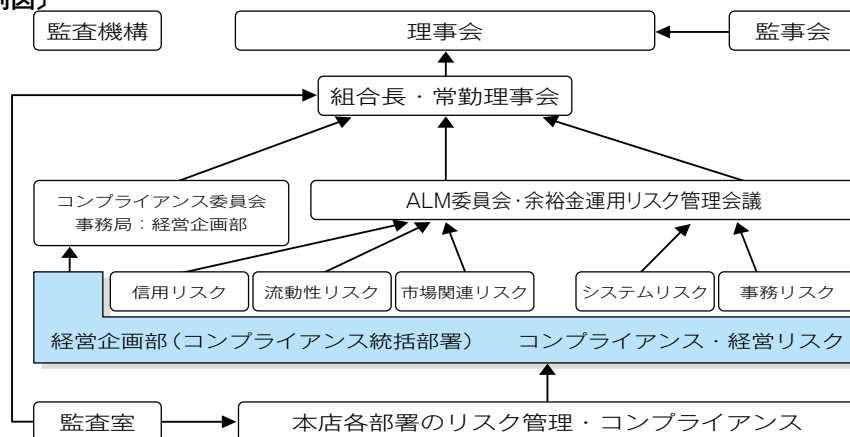 制図〕
監査機構
理事会
監事会
組合長・常勤理事会
コンプライアンス委員会
事務局：経営企画部
ALM委員会・余裕金運用リスク管理会議
信用リスク
流動性リスク
市場関連リスク
システムリスク
事務リスク
経営企画部（コンプライアンス統括部署）
コンプライアンス・経営リスク
監査室
本店各部署のリスク管理・コンプライアンス